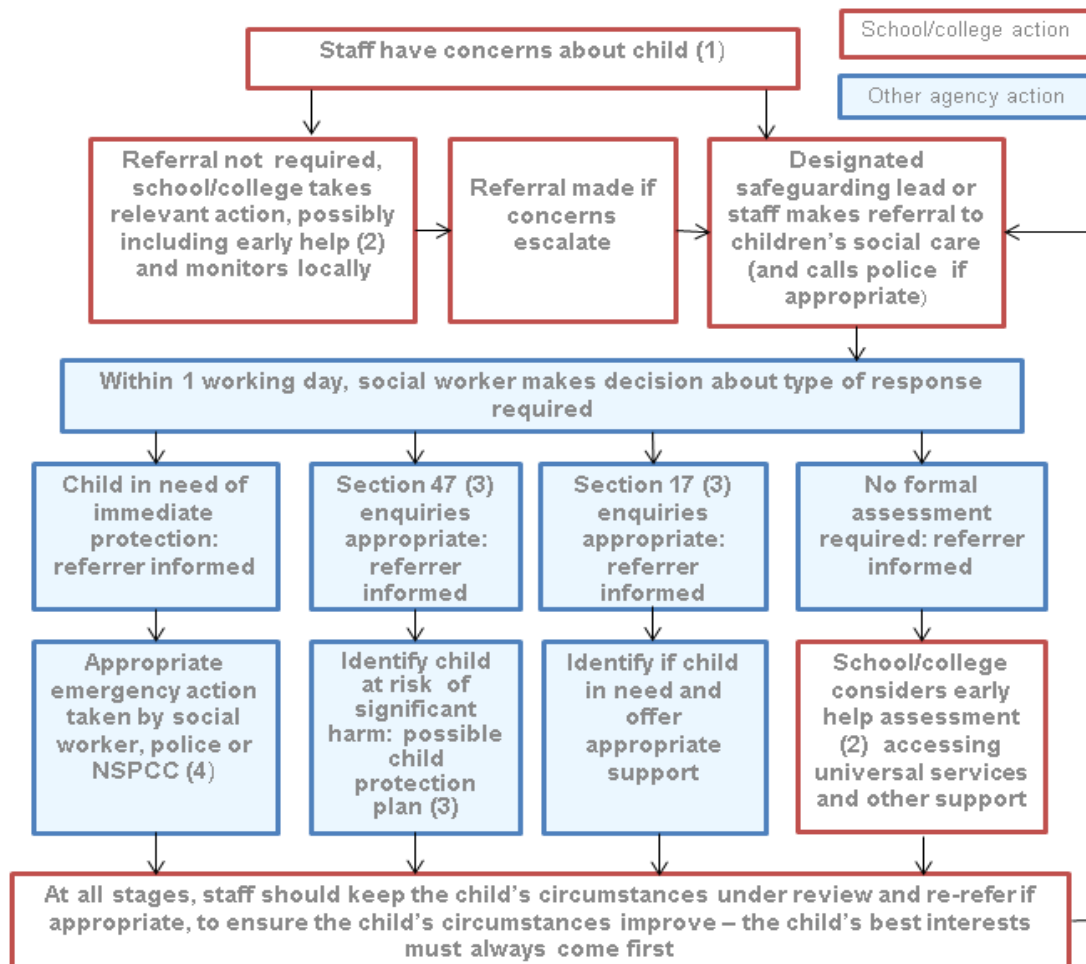 School/college action
Staff have concerns about child (1)
Other agency action
Referral not required,
school/college takes
relevant action, possibly
including early help (2)
and monitors locally
Referral made if
concerns
escalate
Designated
safeguarding lead or
staff makes referral to
children's social care
(and calls police if
appropriate)
Within 1 working day, social worker makes decision about type of response
required
Child in need of
immediate
protection:
referrer informed
Section 47 (3)
enquiries
appropriate:
referrer
informed
Section 17 (3)
enquiries
appropriate:
referrer
informed
No formal
assessment
required: referrer
informed
Appropriate
emergency action
taken by social
worker, police or
NSPCC (4)
Identify child
at risk of
significant
harm: possible
child
protection
plan (3)
Identify if child
in need and
offer
appropriate
support
School/college
considers early
help assessment
(2) accessing
universal services
and other support
At all stages, staff should keep the child's circumstances under review and re-refer if
appropriate, to ensure the child's circumstances improve – the child's best interests
must always come first